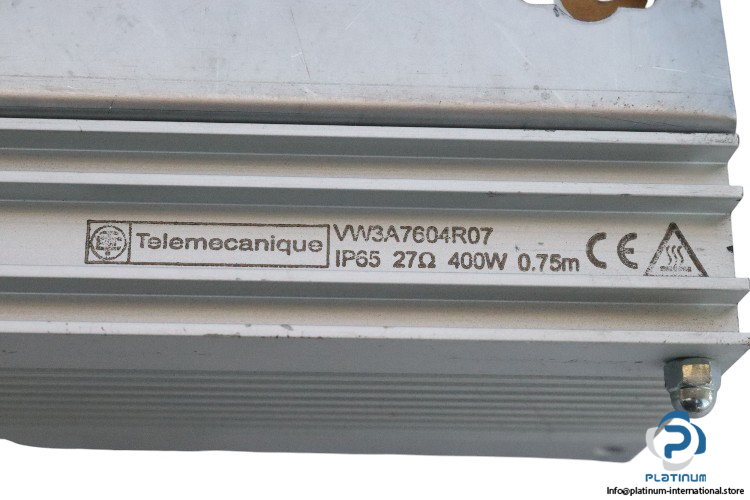 Telemecanique
VW3A7604R07
IP65 27Ω 400W 0.75m
CE
PLATINUM
Info@platinum-international.store